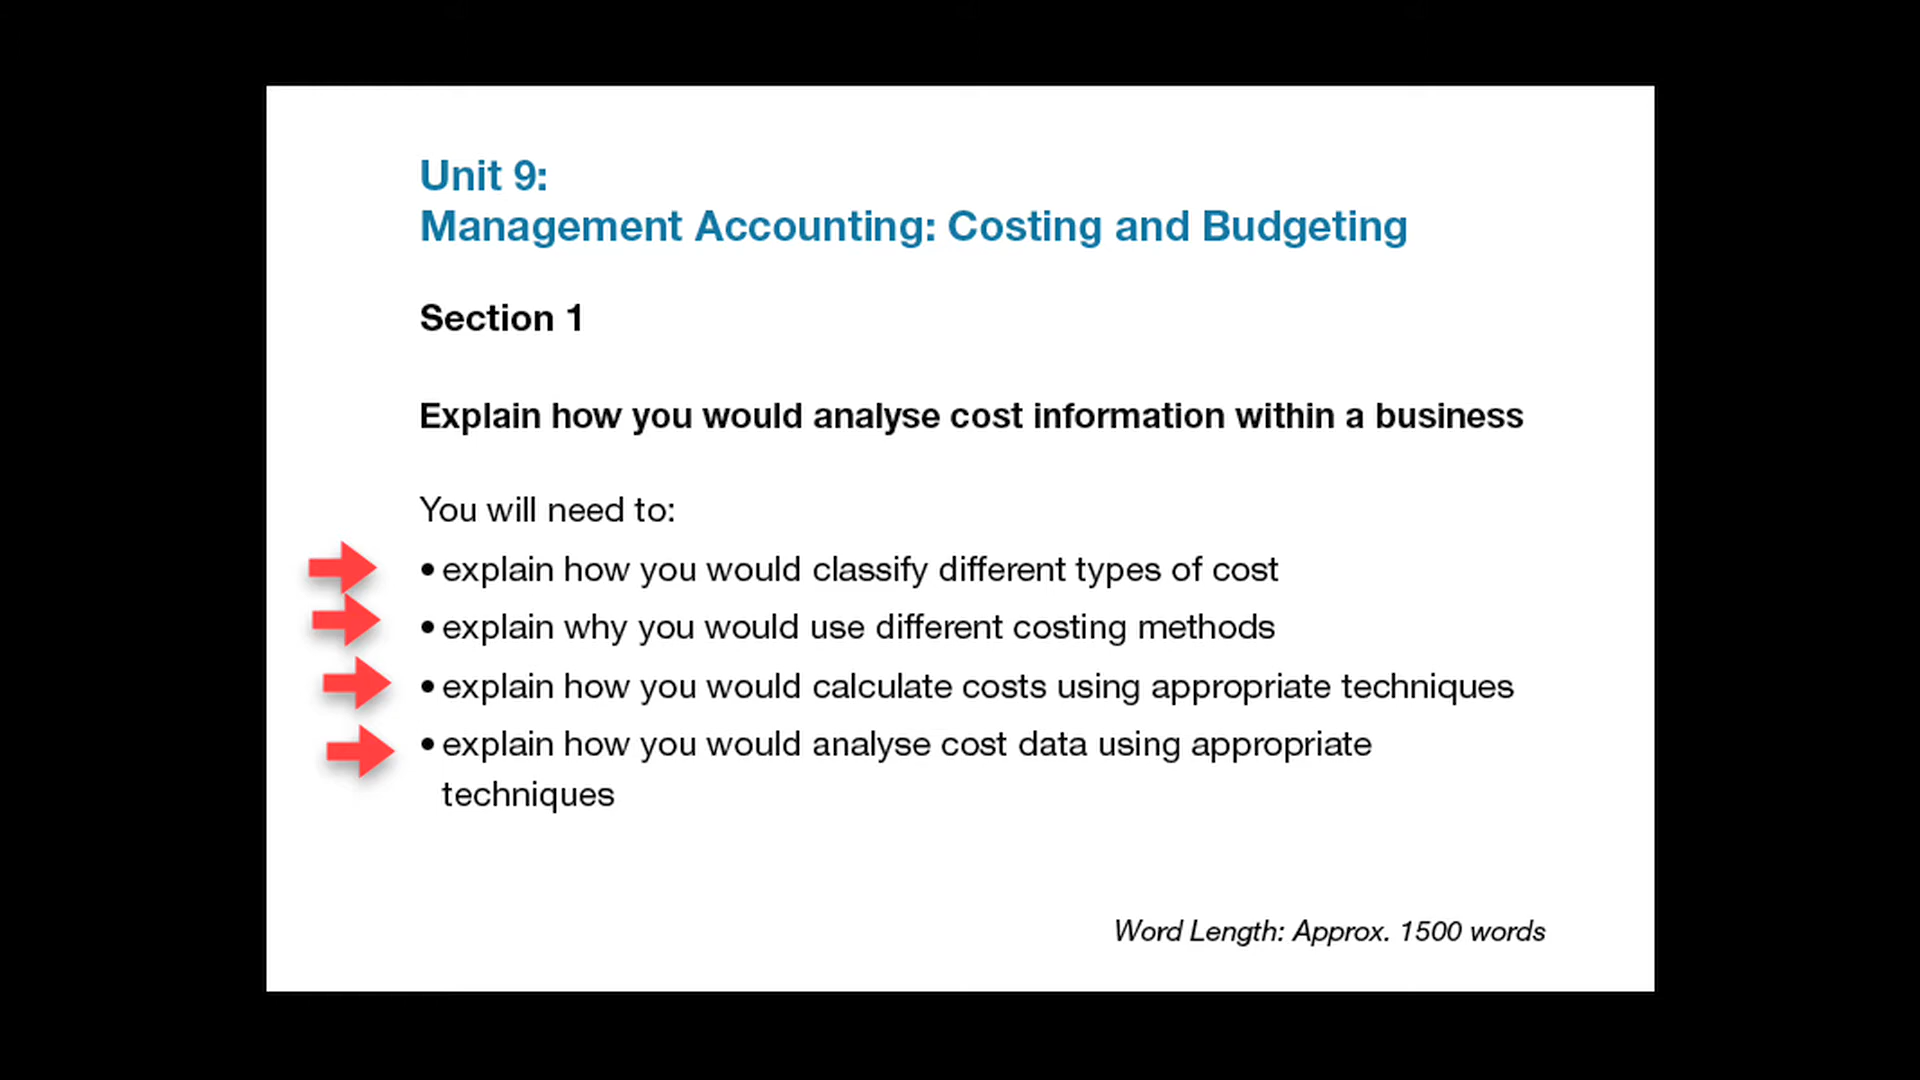 Unit 9:
Management Accounting: Costing and Budgeting
Section 1
Explain how you would analyse cost information within a business
You will need to:
• explain how you would classify different types of cost
• explain why you would use different costing methods
• explain how you would calculate costs using appropriate techniques
• explain how you would analyse cost data using appropriate
techniques
Word Length: Approx. 1500 words